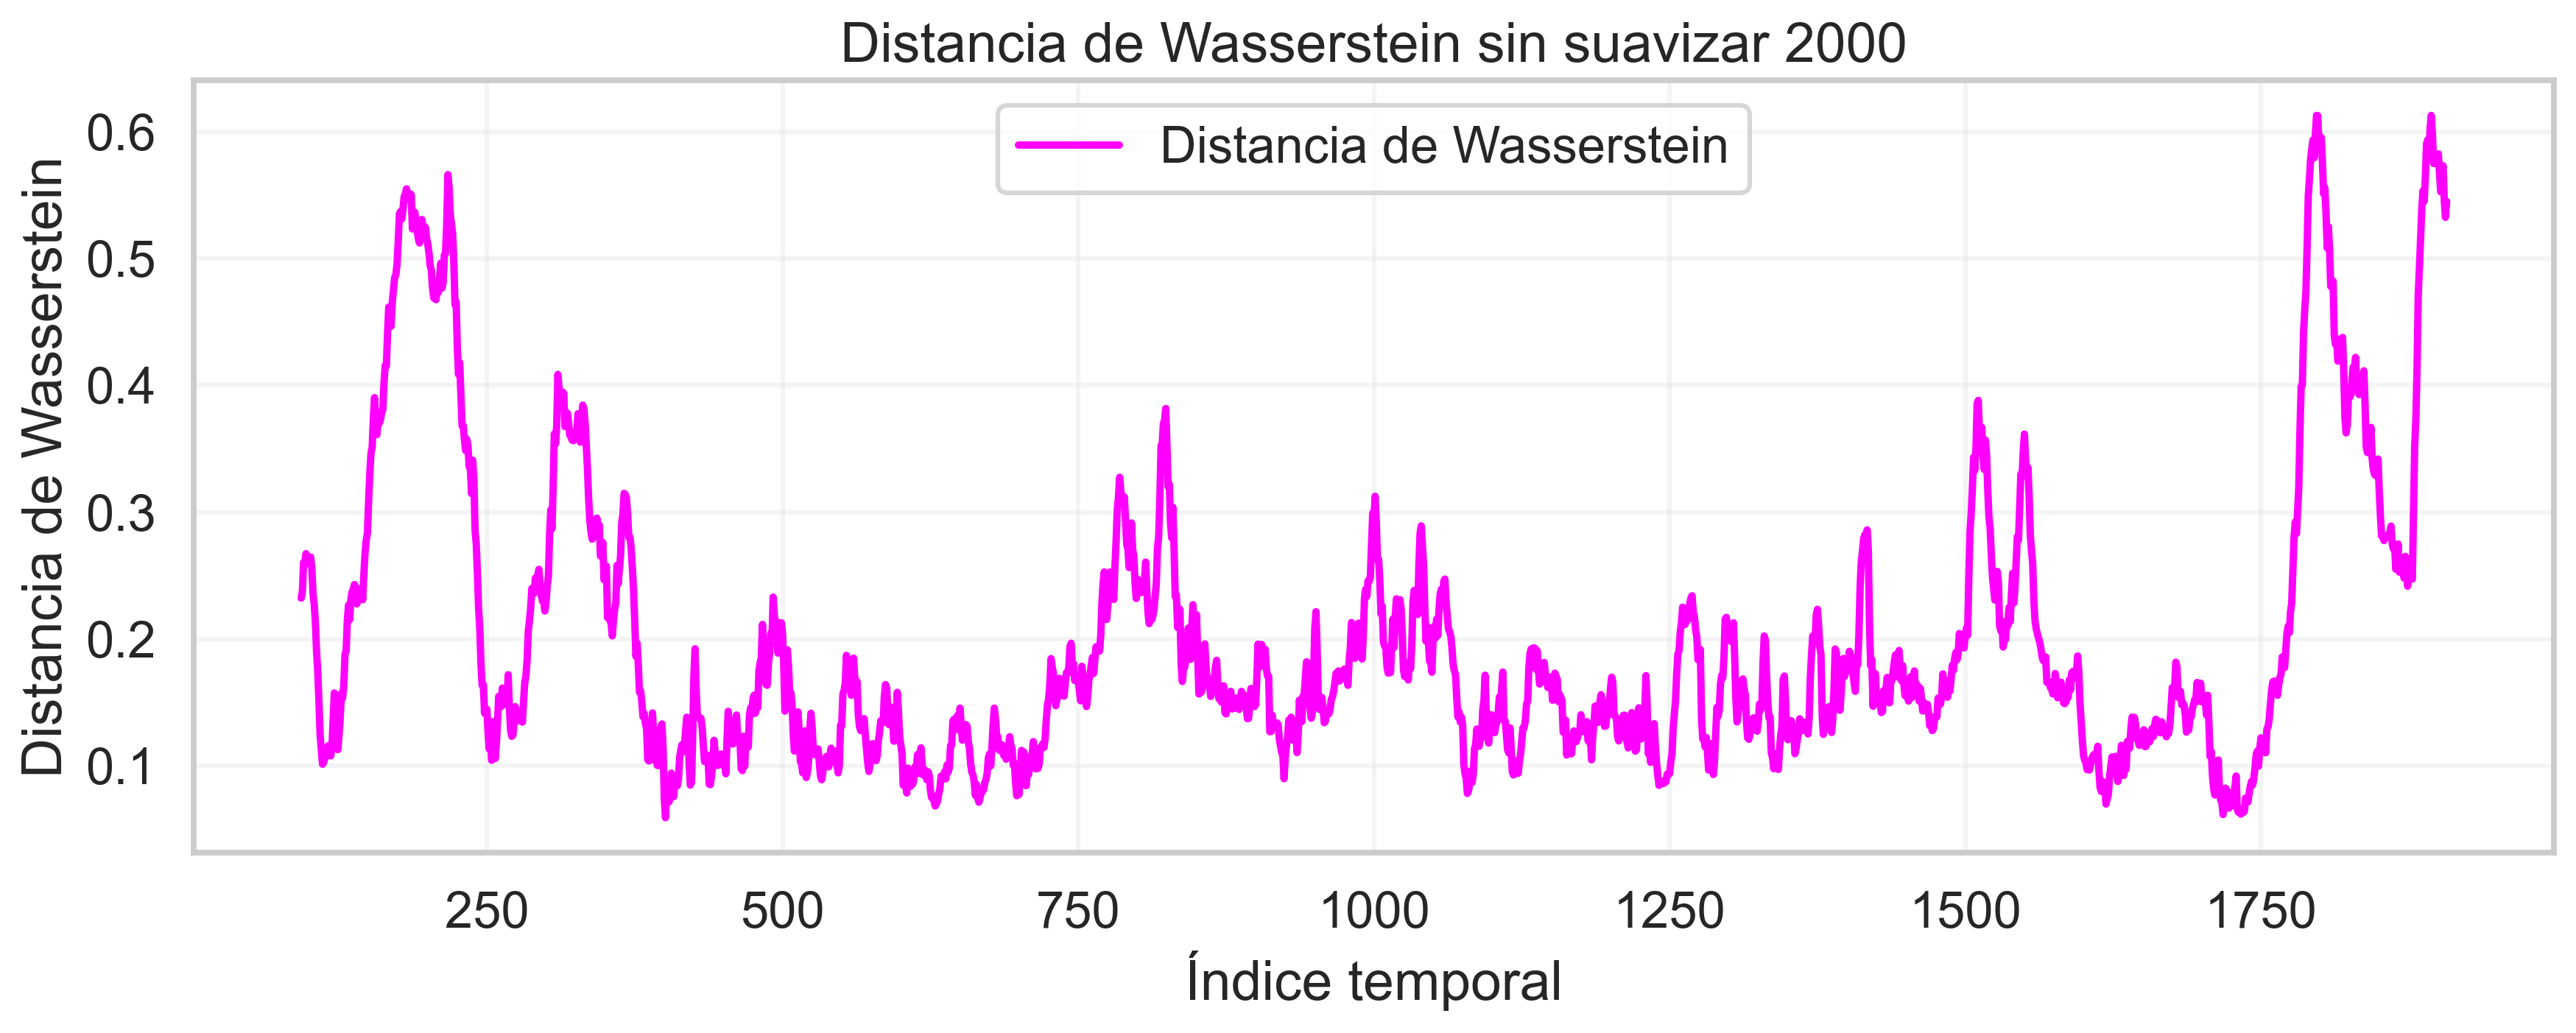 Distancia de Wasserstein sin suavizar 2000
Distancia de Wasserstein
Distancia de Wasserstein
0.6
0.5
0.4
0.3
0.2
0.1
250 500 750 1000 1250 1500 1750
Índice temporal